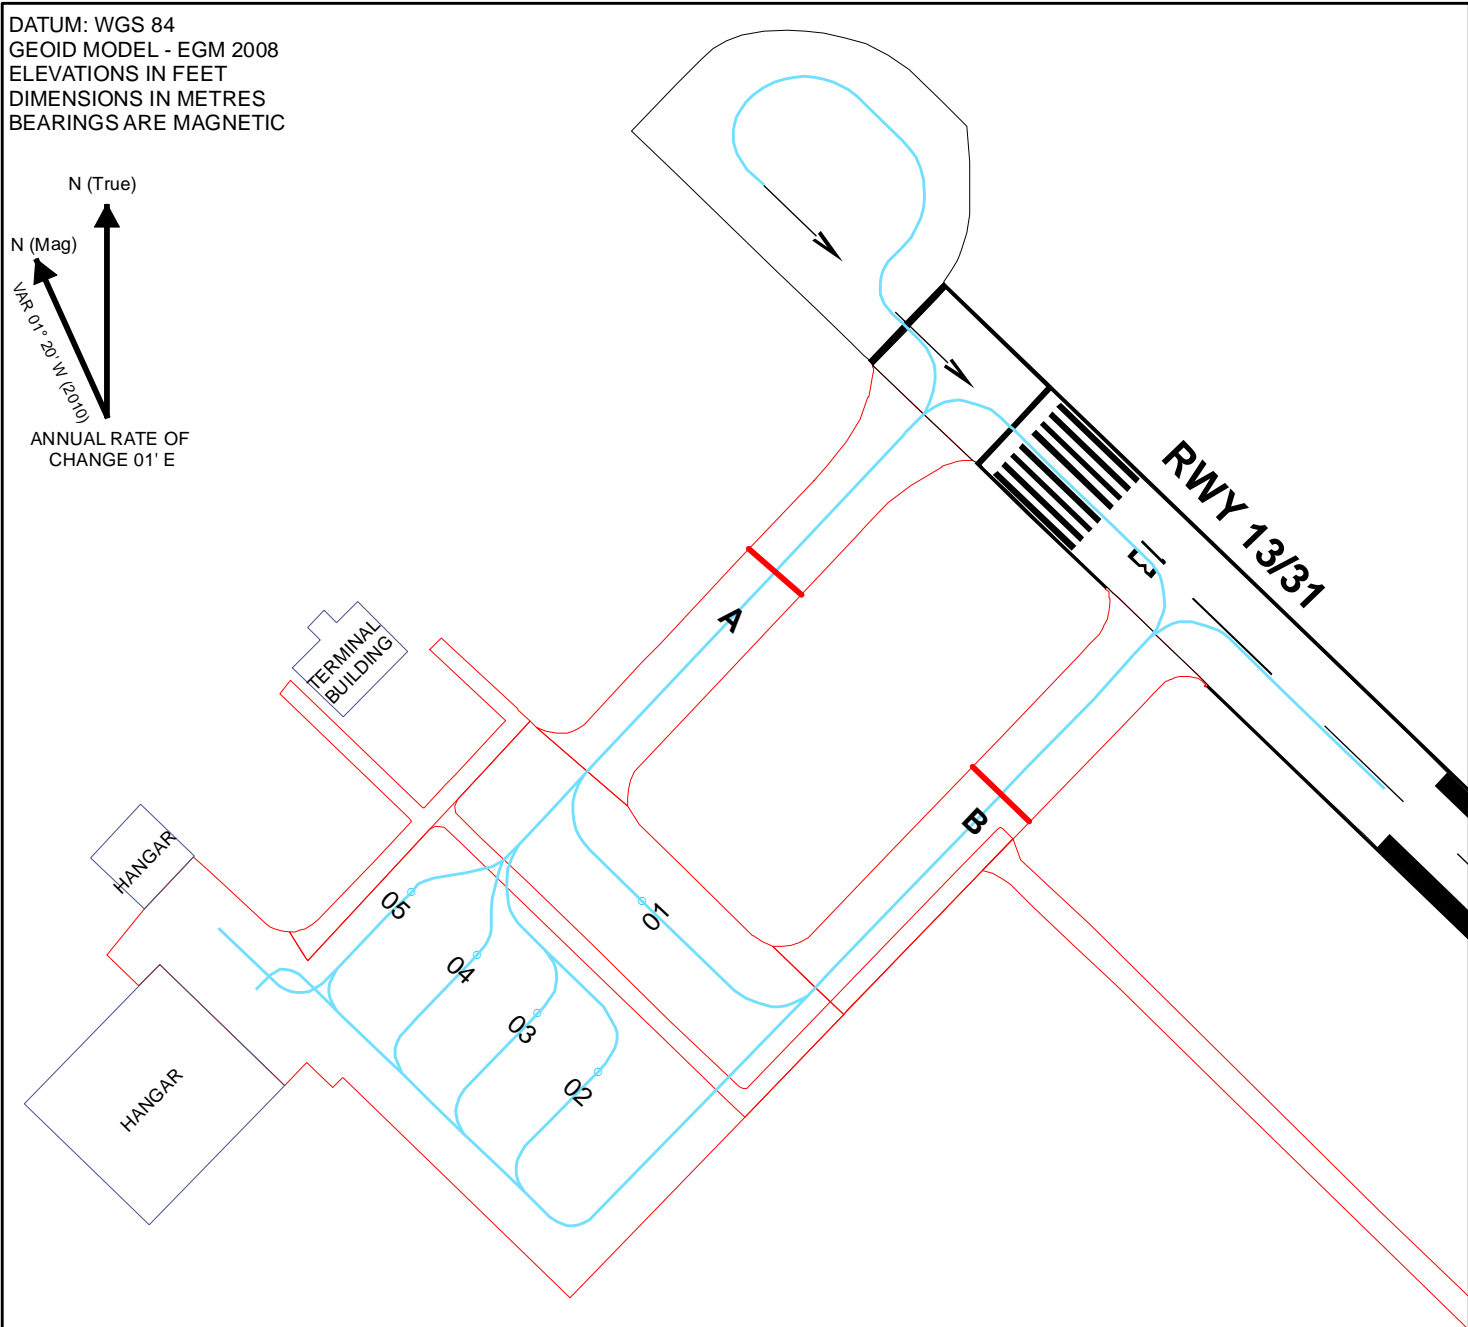 DATUM: WGS 84
GEOID MODEL - EGM 2008
ELEVATIONS IN FEET
DIMENSIONS IN METRES
BEARINGS ARE MAGNETIC
N (True)
N (Mag)
VAR 01° 20' W (2010)
ANNUAL RATE OF
CHANGE 01' E
RWY 13/31
13
A
TERMINAL
BUILDING
B
HANGAR
05
01
04
03
02
HANGAR